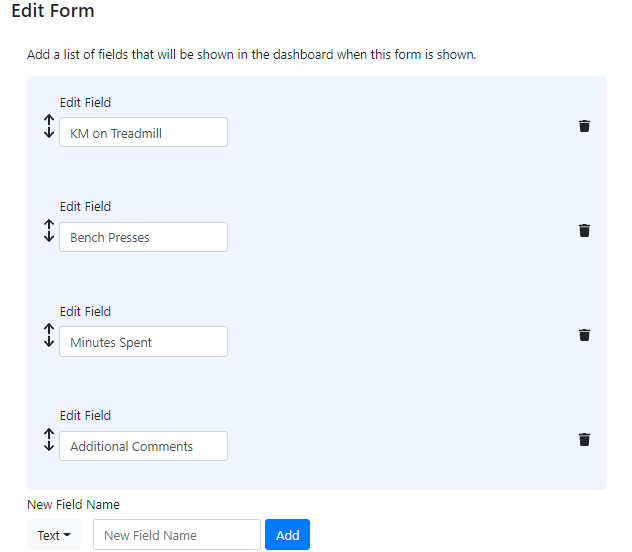 Edit Form
Add a list of fields that will be shown in the dashboard when this form is shown.
Edit Field
KM on Treadmill
Edit Field
Bench Presses
Edit Field
Minutes Spent
Edit Field
Additional Comments
New Field Name
Text New Field Name Add